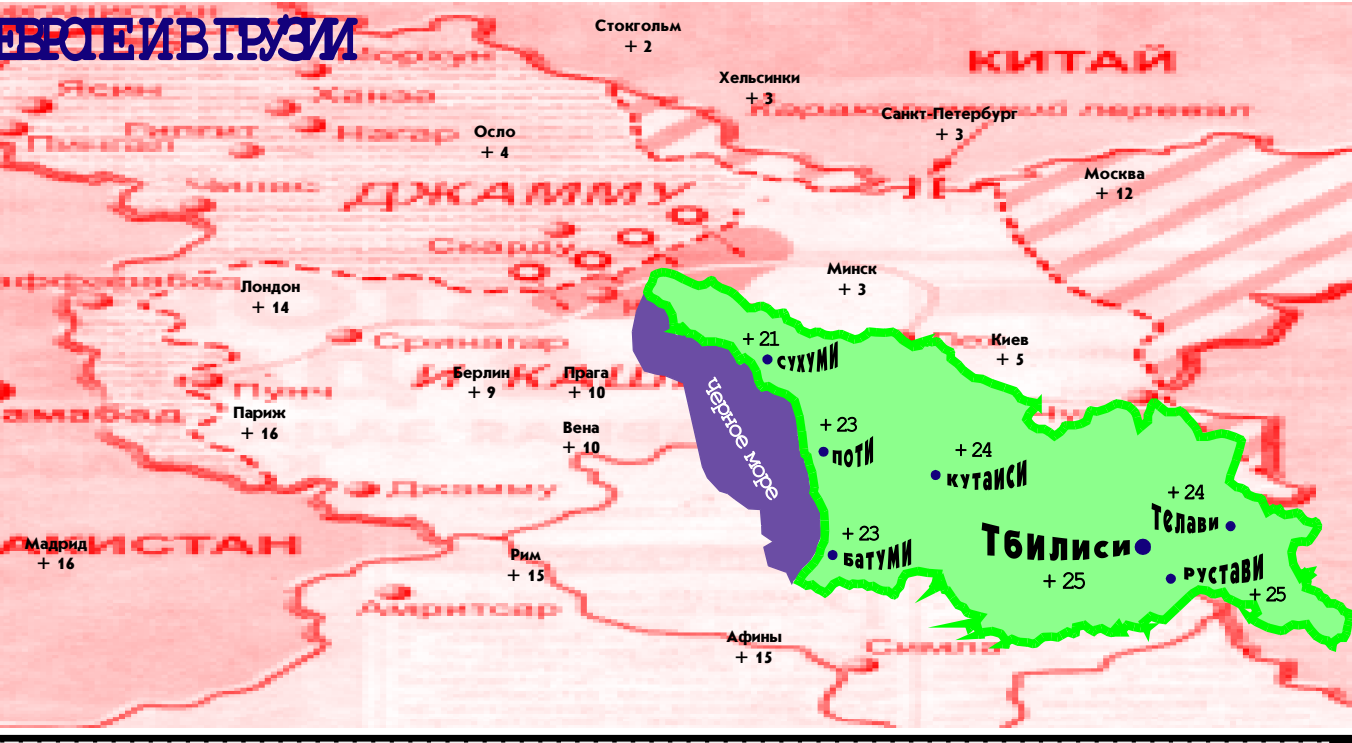 ЕВРОПЕ И В ГРУЗИИ
Стокгольм
+ 2
КИТАЙ
Хельсинки
+ 3
Ясин
Ханза
Санкт-Петербург
+ 3
Гилгит
Нагар
Осло
+ 4
Москва
+ 12
Чилас
ДЖАММУ
Скарду
Минск
+ 3
Лондон
+ 14
Сринагар
+ 21
СУХУМИ
Киев
+ 5
Берлин
+ 9
Прага
+ 10
Пунч
Париж
+ 16
Черное море
Вена
+ 10
+ 23
ПОТИ
+ 24
КУТАИСИ
Джамму
+ 24
Телави
Мадрид
+ 16
Рим
+ 15
+ 23
БАТУМИ
Тбилиси
+ 25
РУСТАВИ
+ 25
Амритсар
Афины
+ 15
Симла